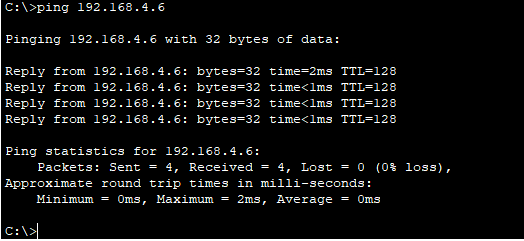 C:\>ping 192.168.4.6
Pinging 192.168.4.6 with 32 bytes of data:
Reply from 192.168.4.6: bytes=32 time=2ms TTL=128
Reply from 192.168.4.6: bytes=32 time<1ms TTL=128
Reply from 192.168.4.6: bytes=32 time<1ms TTL=128
Reply from 192.168.4.6: bytes=32 time<1ms TTL=128
Ping statistics for 192.168.4.6:
    Packets: Sent = 4, Received = 4, Lost = 0 (0% loss),
Approximate round trip times in milli-seconds:
    Minimum = 0ms, Maximum = 2ms, Average = 0ms
C:\>